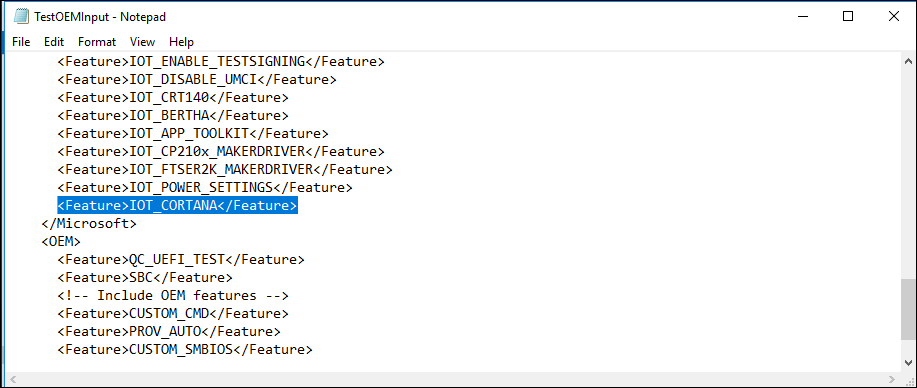 TestOEMInput - Notepad
File Edit Format View Help
<Feature>IOT_ENABLE_TESTSIGNING</Feature>
<Feature>IOT_DISABLE_UMCI</Feature>
<Feature>IOT_CRT140</Feature>
<Feature>IOT_BERTHA</Feature>
<Feature>IOT_APP_TOOLKIT</Feature>
<Feature>IOT_CP210x_MAKERDRIVER</Feature>
<Feature>IOT_FTSER2K_MAKERDRIVER</Feature>
<Feature>IOT_POWER_SETTINGS</Feature>
<Feature>IOT_CORTANA</Feature>
</Microsoft>
<OEM>
<Feature>QC_UEFI_TEST</Feature>
<Feature>SBC</Feature>
<!-- Include OEM features -->
<Feature>CUSTOM_CMD</Feature>
<Feature>PROV_AUTO</Feature>
<Feature>CUSTOM_SMBIOS</Feature>